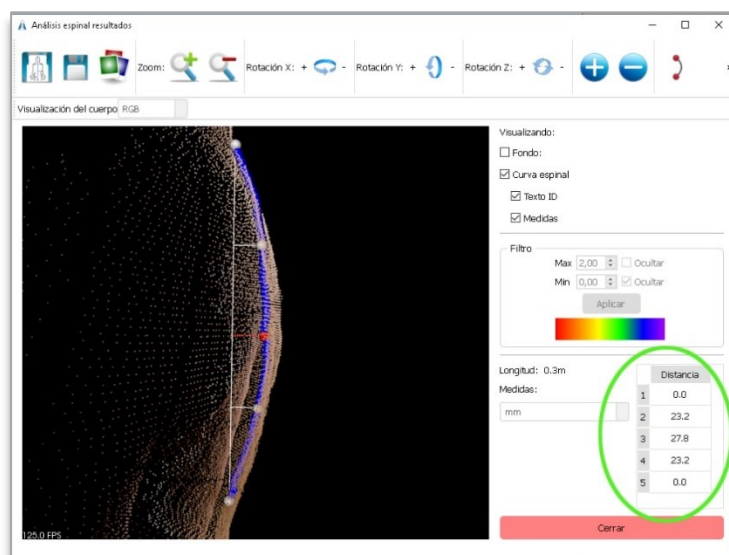 Análisis espinal resultados
Zoom: Rotación X: + - Rotación Y: + - Rotación Z: + -
Visualización del cuerpo RGB
Visualizando:
Fondo:
Curva espinal
Texto ID
Medidas
Filtro
Max 2,00 Ocultar
Min 0,00 Ocultar
Aplicar
Longitud: 0.3m
Medidas:
mm
Distancia
1 0.0
2 23.2
3 27.8
4 23.2
5 0.0
125.0 FPS
Cerrar